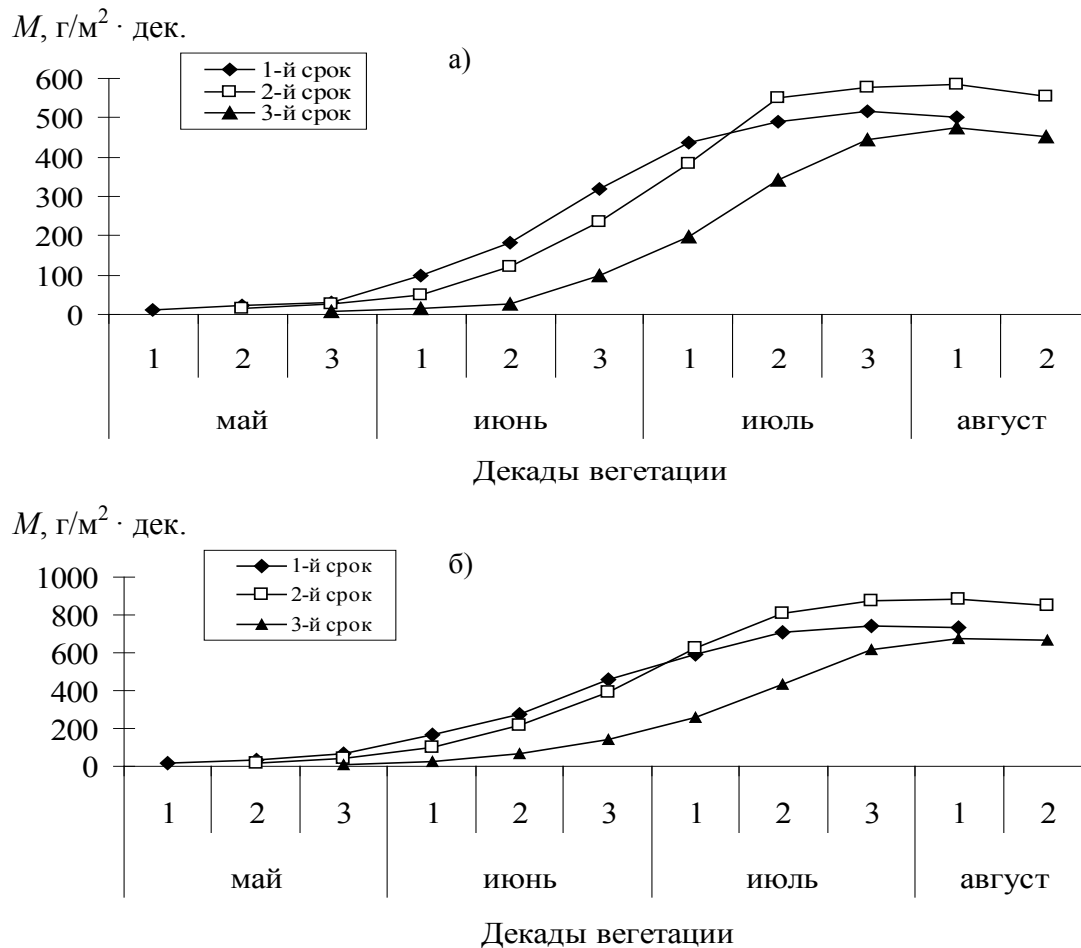 M, г/м² · дек.
а)
1-й срок
2-й срок
3-й срок
600
500
400
300
200
100
0
1 2 3 1 2 3 1 2 3 1 2
май июнь июль август
Декады вегетации
M, г/м² · дек.
б)
1-й срок
2-й срок
3-й срок
1000
800
600
400
200
0
1 2 3 1 2 3 1 2 3 1 2
май июнь июль август
Декады вегетации